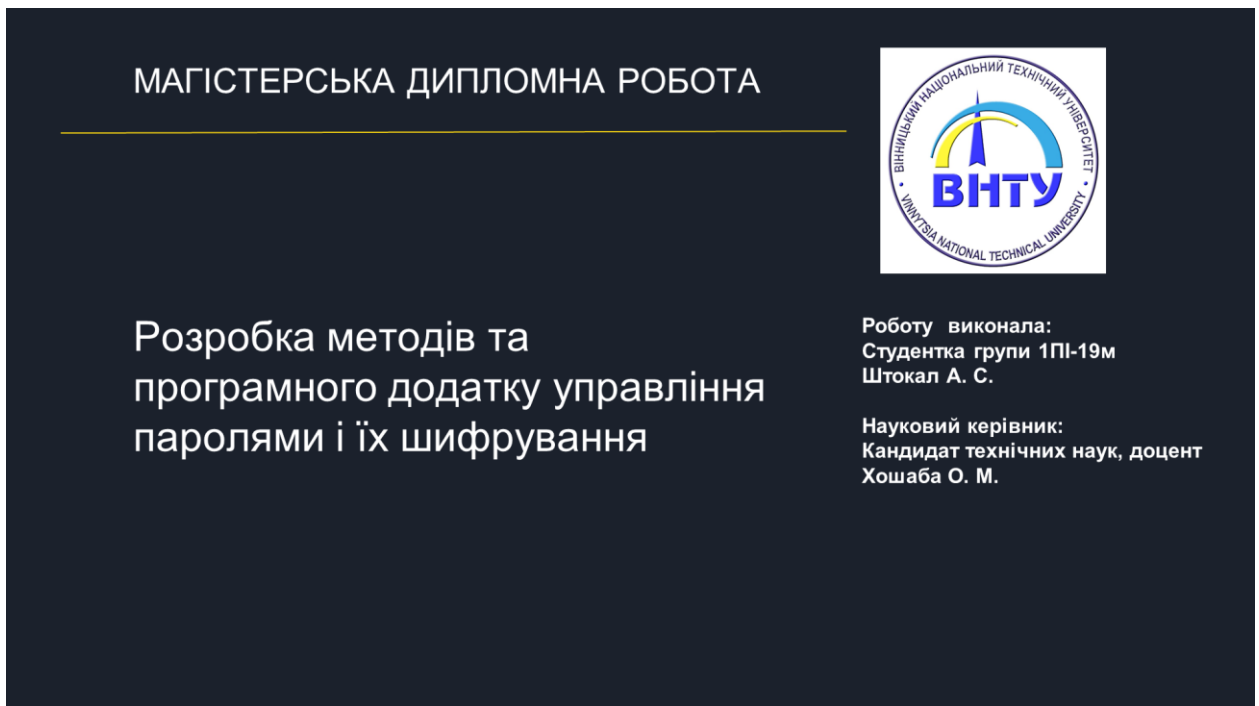 МАГІСТЕРСЬКА ДИПЛОМНА РОБОТА
ВІННИЦЬКИЙ НАЦІОНАЛЬНИЙ ТЕХНІЧНИЙ УНІВЕРСИТЕТ
ВНТУ
VINNYTSIA NATIONAL TECHNICAL UNIVERSITY
Розробка методів та
програмного додатку управління
паролями і їх шифрування
Роботу виконала:
Студентка групи 1ПІ-19м
Штокал А. С.
Науковий керівник:
Кандидат технічних наук, доцент
Хошаба О. М.